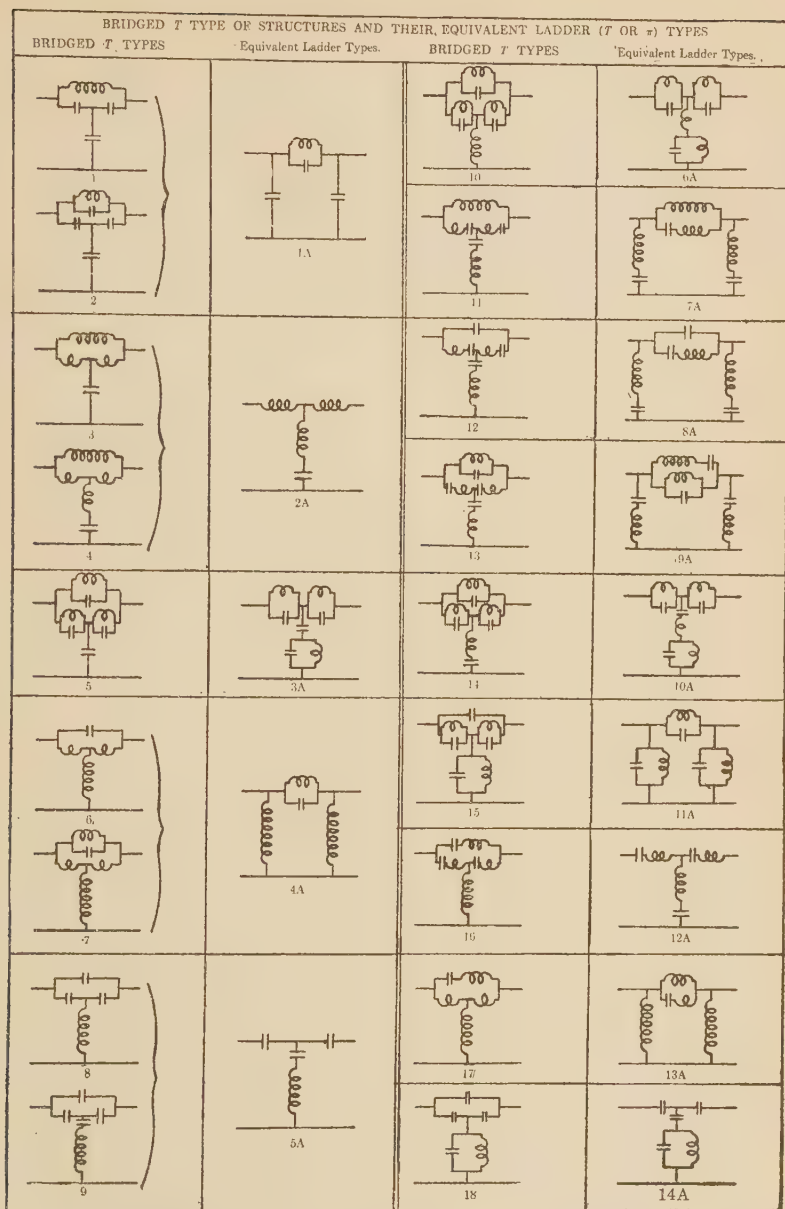 BRIDGED T TYPE OF STRUCTURES AND THEIR, EQUIVALENT LADDER (T OR π) TYPES
BRIDGED T TYPES
Equivalent Ladder Types.
BRIDGED T TYPES
Equivalent Ladder Types.
1
2
1A
3
4
2A
5
3A
6
7
4A
8
9
5A
10
6A
11
7A
12
8A
13
9A
14
10A
15
11A
16
12A
17
13A
18
14A